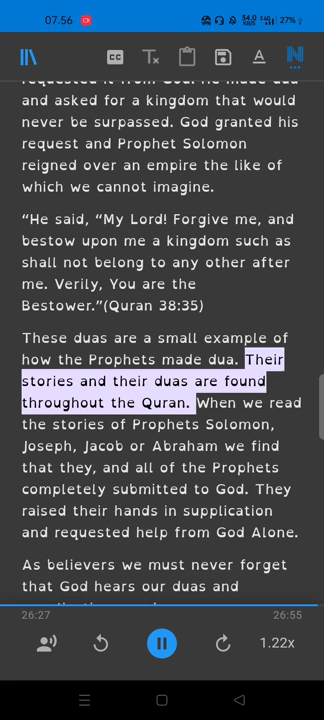 07.56
54.0 KB/S
27%
CC
N
and asked for a kingdom that would
never be surpassed. God granted his
request and Prophet Solomon
reigned over an empire the like of
which we cannot imagine.
“He said, “My Lord! Forgive me, and
bestow upon me a kingdom such as
shall not belong to any other after
me. Verily, You are the
Bestower.”(Quran 38:35)
These duas are a small example of
how the Prophets made dua. Their
stories and their duas are found
throughout the Quran. When we read
the stories of Prophets Solomon,
Joseph, Jacob or Abraham we find
that they, and all of the Prophets
completely submitted to God. They
raised their hands in supplication
and requested help from God Alone.
As believers we must never forget
that God hears our duas and
26:27
26:55
1.22x